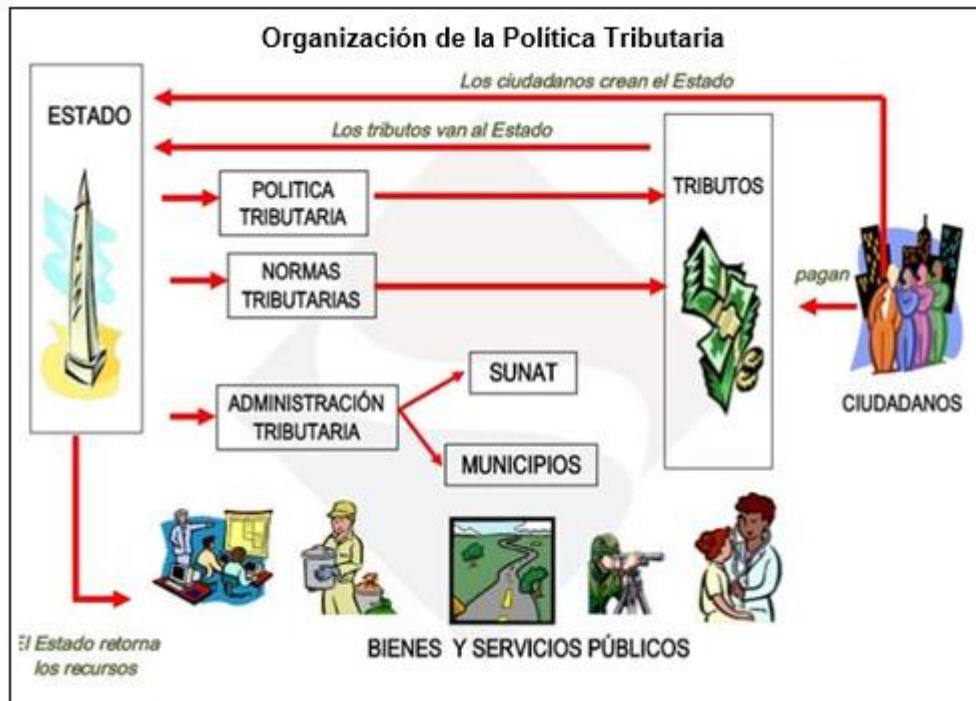 Organización de la Política Tributaria
Los ciudadanos crean el Estado
ESTADO
Los tributos van al Estado
POLITICA
TRIBUTARIA
TRIBUTOS
NORMAS
TRIBUTARIAS
pagan
SUNAT
ADMINISTRACIÓN
TRIBUTARIA
CIUDADANOS
MUNICIPIOS
El Estado retorna
los recursos
BIENES Y SERVICIOS PÚBLICOS